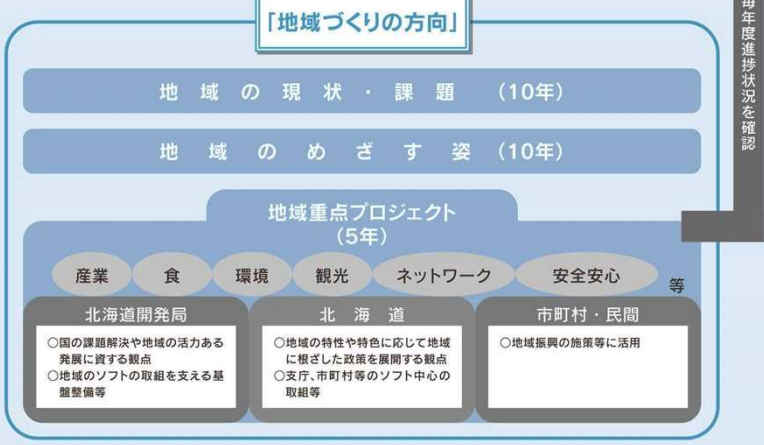 「地域づくりの方向」
地域の現状・課題（10年）
地域のめざす姿（10年）
地域重点プロジェクト
（5年）
産業 食 環境 観光 ネットワーク 安全安心 等
北海道開発局
○国の課題解決や地域の活力ある
発展に資する観点
○地域のソフトの取組を支える基
盤整備等
北海道
○地域の特性や特色に応じて地域
に根ざした政策を展開する観点
○支庁、市町村等のソフト中心の
取組等
市町村・民間
○地域振興の施策等に活用
毎年度進捗状況を確認